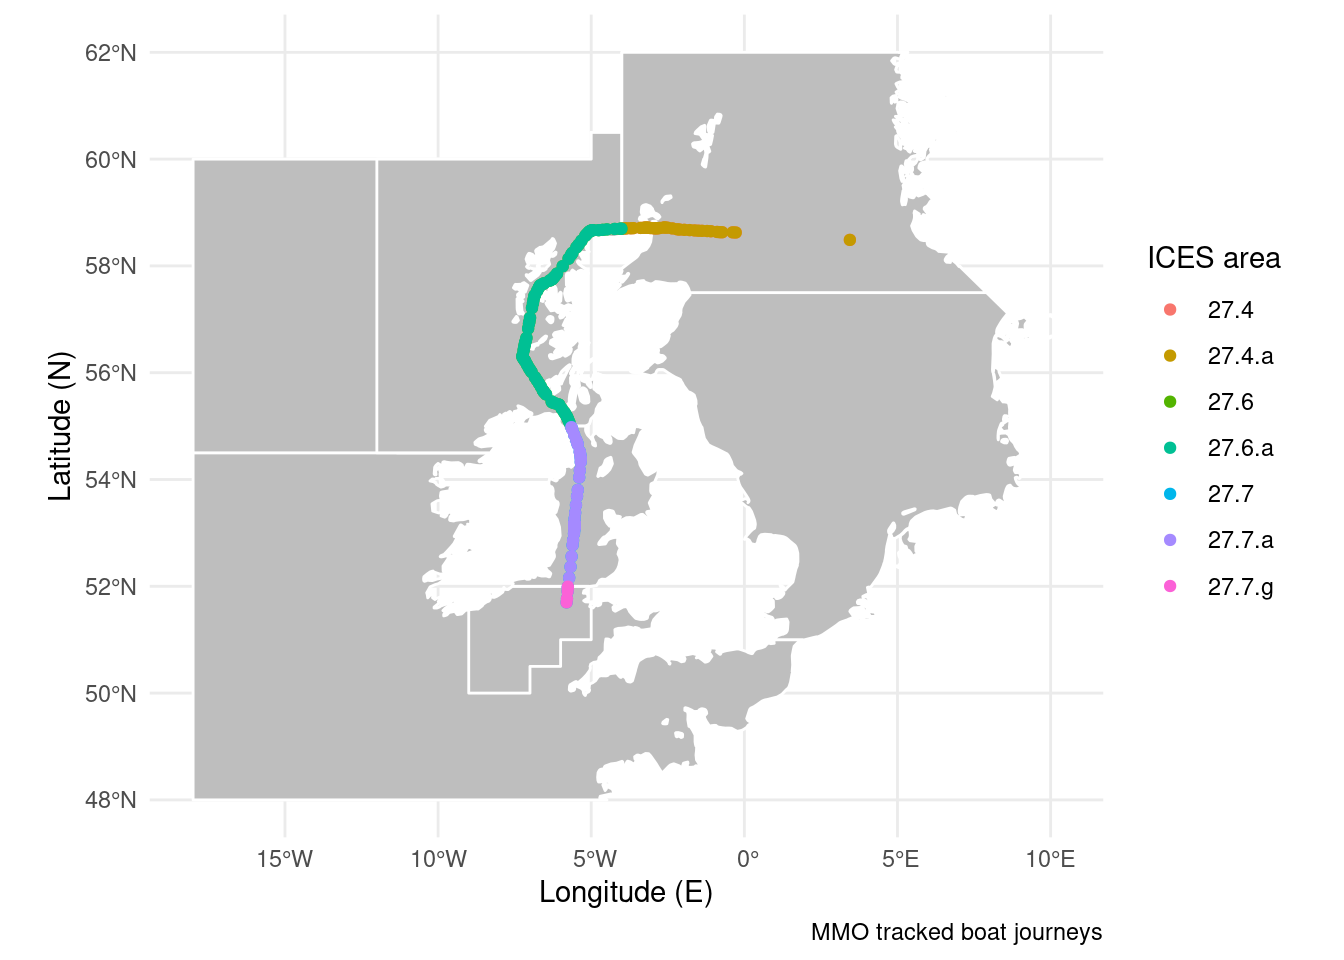 62°N
60°N
58°N
56°N
54°N
52°N
50°N
48°N
Latitude (N)
15°W
10°W
5°W
0°
5°E
10°E
Longitude (E)
ICES area
27.4
27.4.a
27.6
27.6.a
27.7
27.7.a
27.7.g
MMO tracked boat journeys